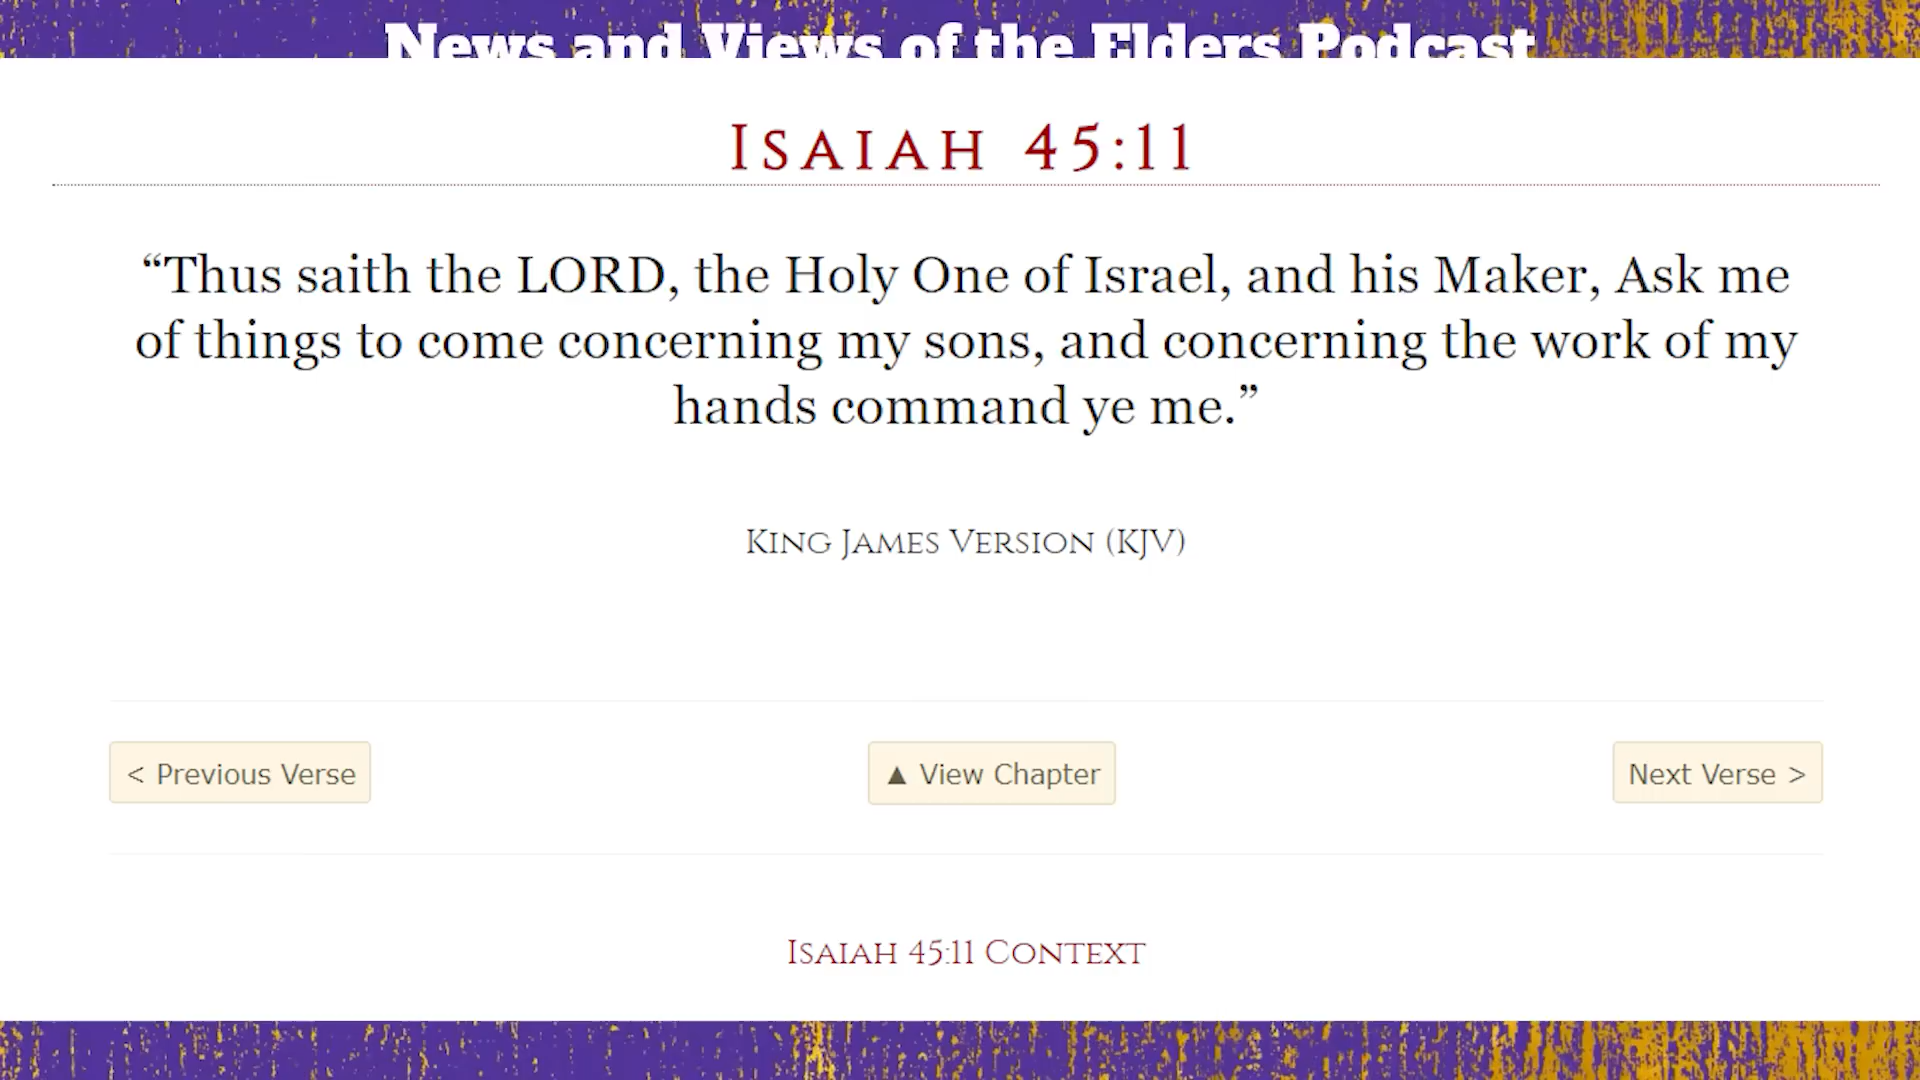 News and Views of the Elders Podcast
Isaiah 45:11
“Thus saith the LORD, the Holy One of Israel, and his Maker, Ask me
of things to come concerning my sons, and concerning the work of my
hands command ye me.”
King James Version (KJV)
< Previous Verse
▲ View Chapter
Next Verse >
Isaiah 45:11 Context